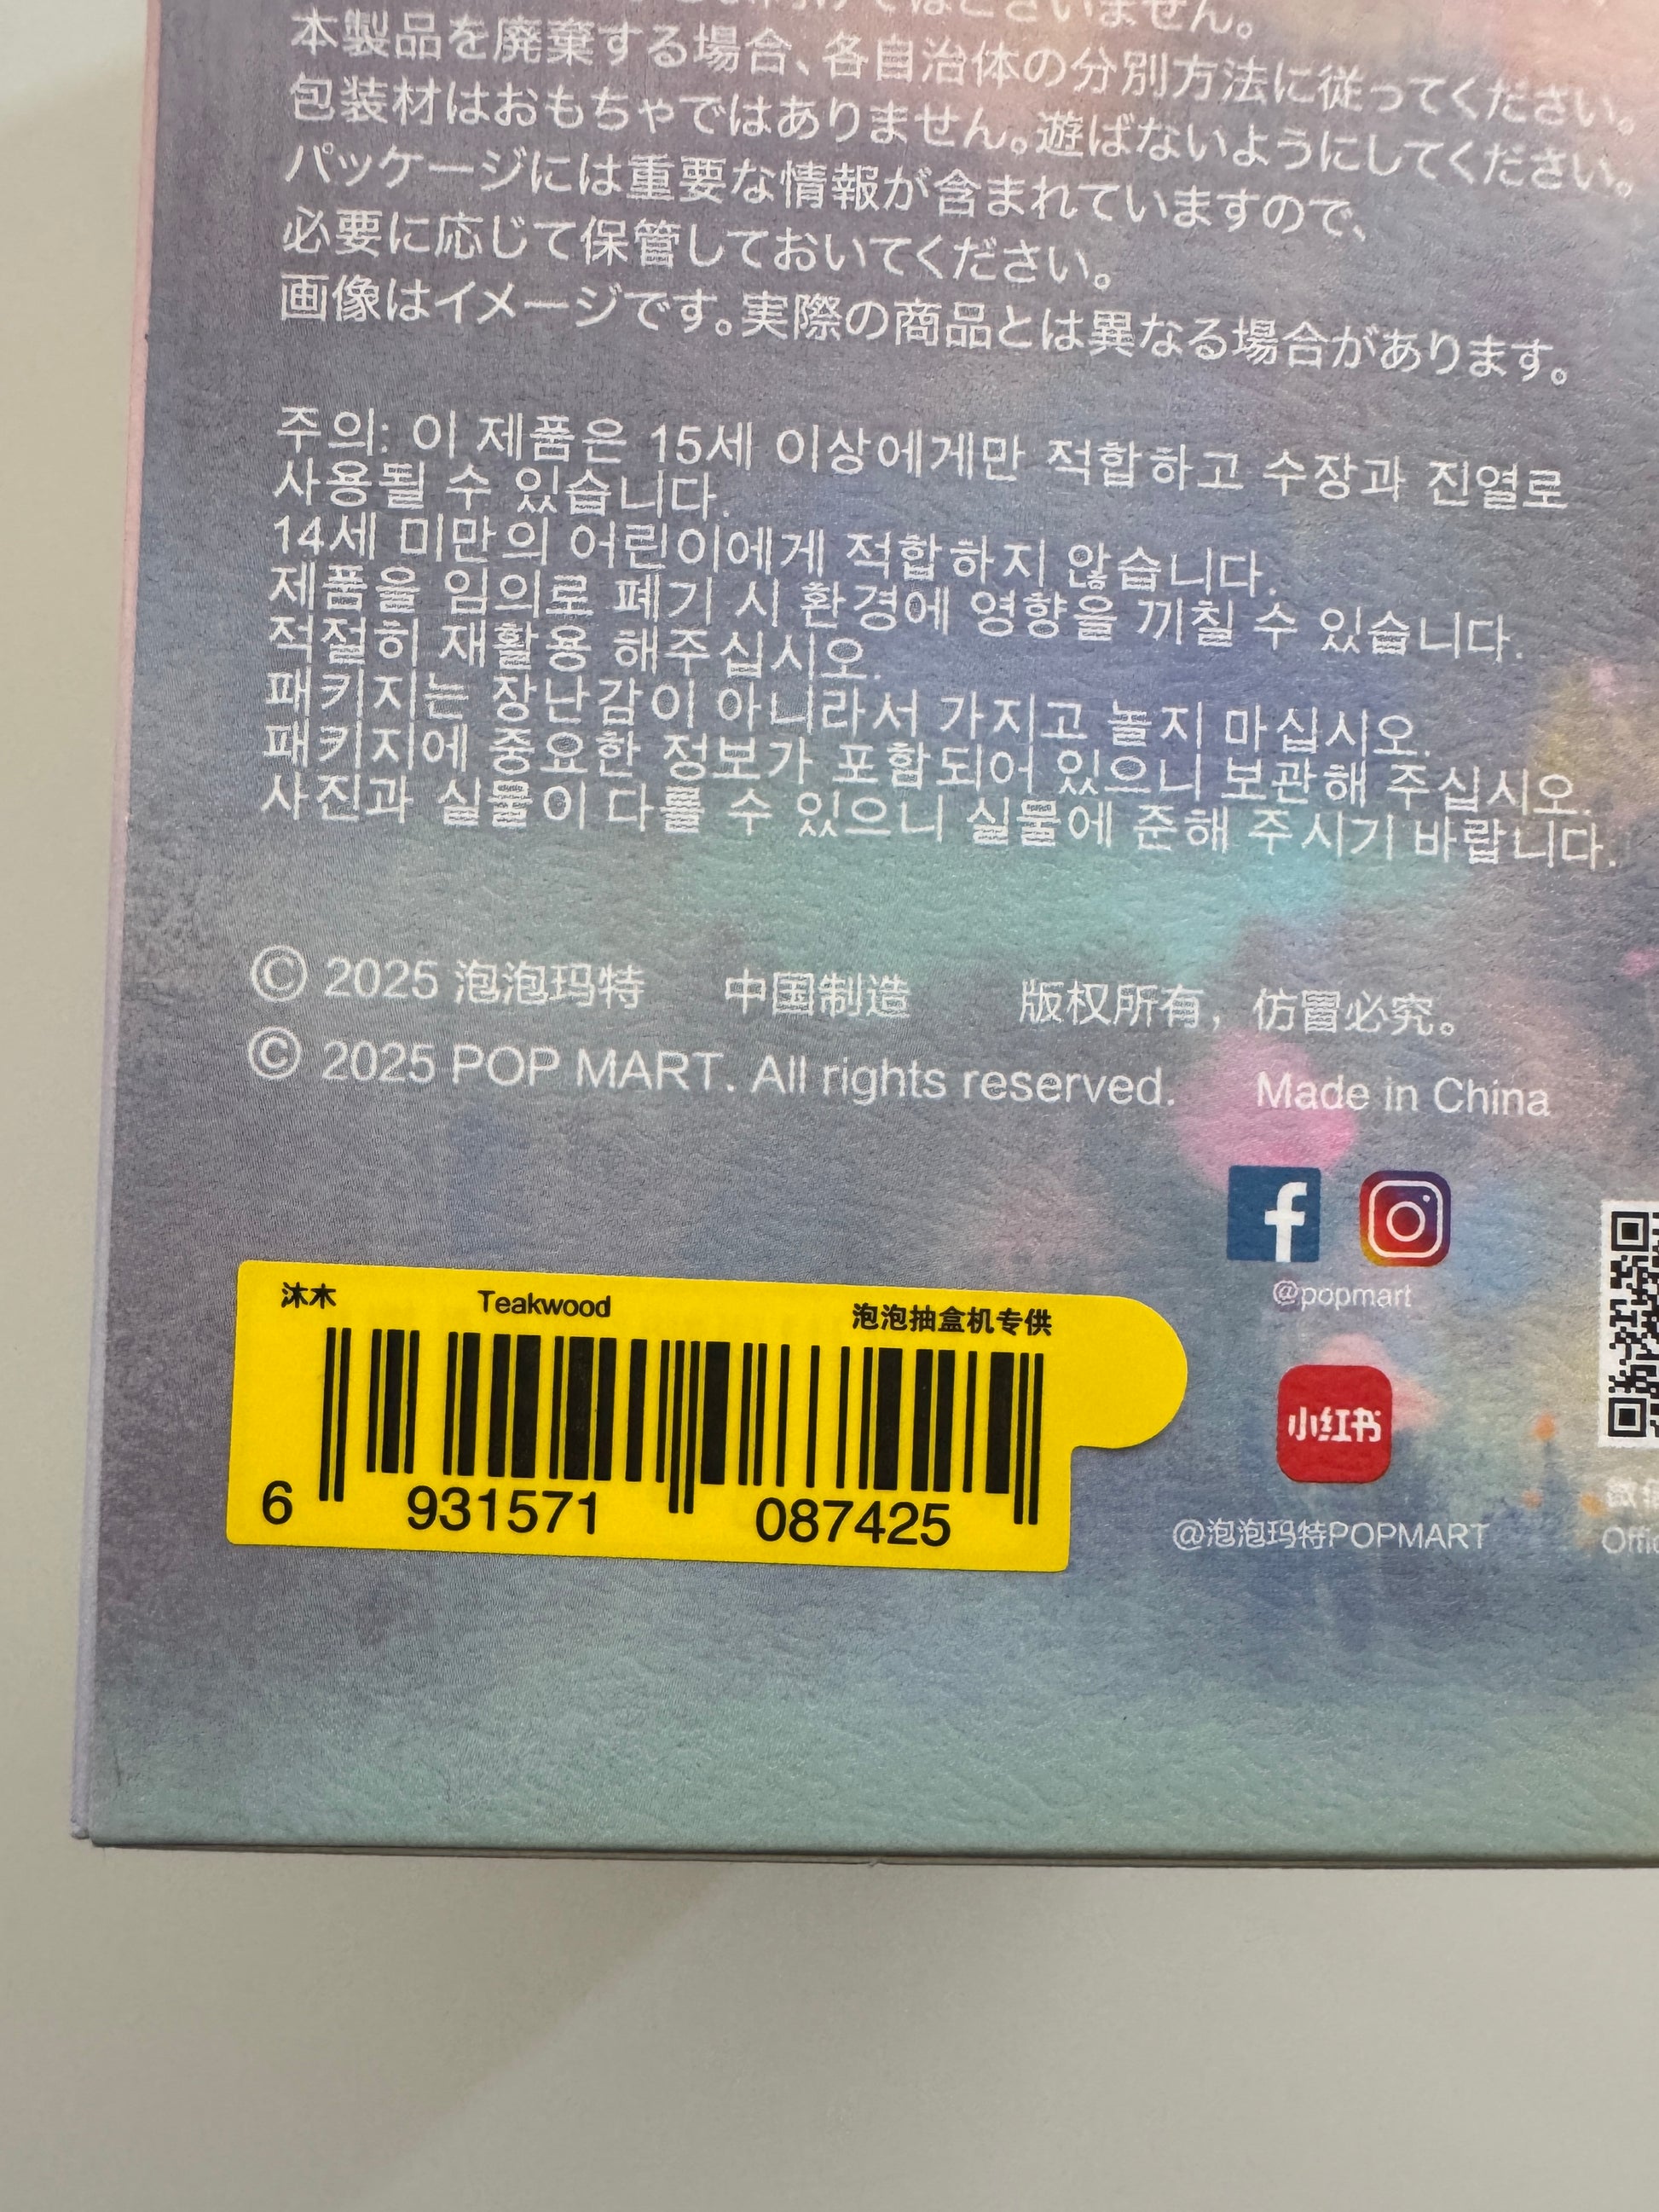 ございません。
本製品を廃棄する場合、各自治体の分別方法に従ってください。
包装材はおもちゃではありません。遊ばないようにしてください。
パッケージには重要な情報が含まれていますので、
必要に応じて保管しておいてください。
画像はイメージです。実際の商品とは異なる場合があります。
주의: 이 제품은 15세 이상에게만 적합하고 수장과 진열로
사용될 수 있습니다.
14세 미만의 어린이에게 적합하지 않습니다.
제품을 임의로 폐기 시 환경에 영향을 끼칠 수 있습니다.
적절히 재활용 해주십시오.
패키지는 장난감이 아니라서 가지고 놀지 마십시오.
패키지에 중요한 정보가 포함되어 있으니 보관해 주십시오.
사진과 실물이 다를 수 있으니 실물에 준해 주시기 바랍니다.
© 2025 泡泡玛特 中国制造 版权所有，仿冒必究。
© 2025 POP MART. All rights reserved. Made in China
@popmart
沐木 Teakwood 泡泡抽盒机专供
6 931571 087425
小红书
@泡泡玛特POPMART